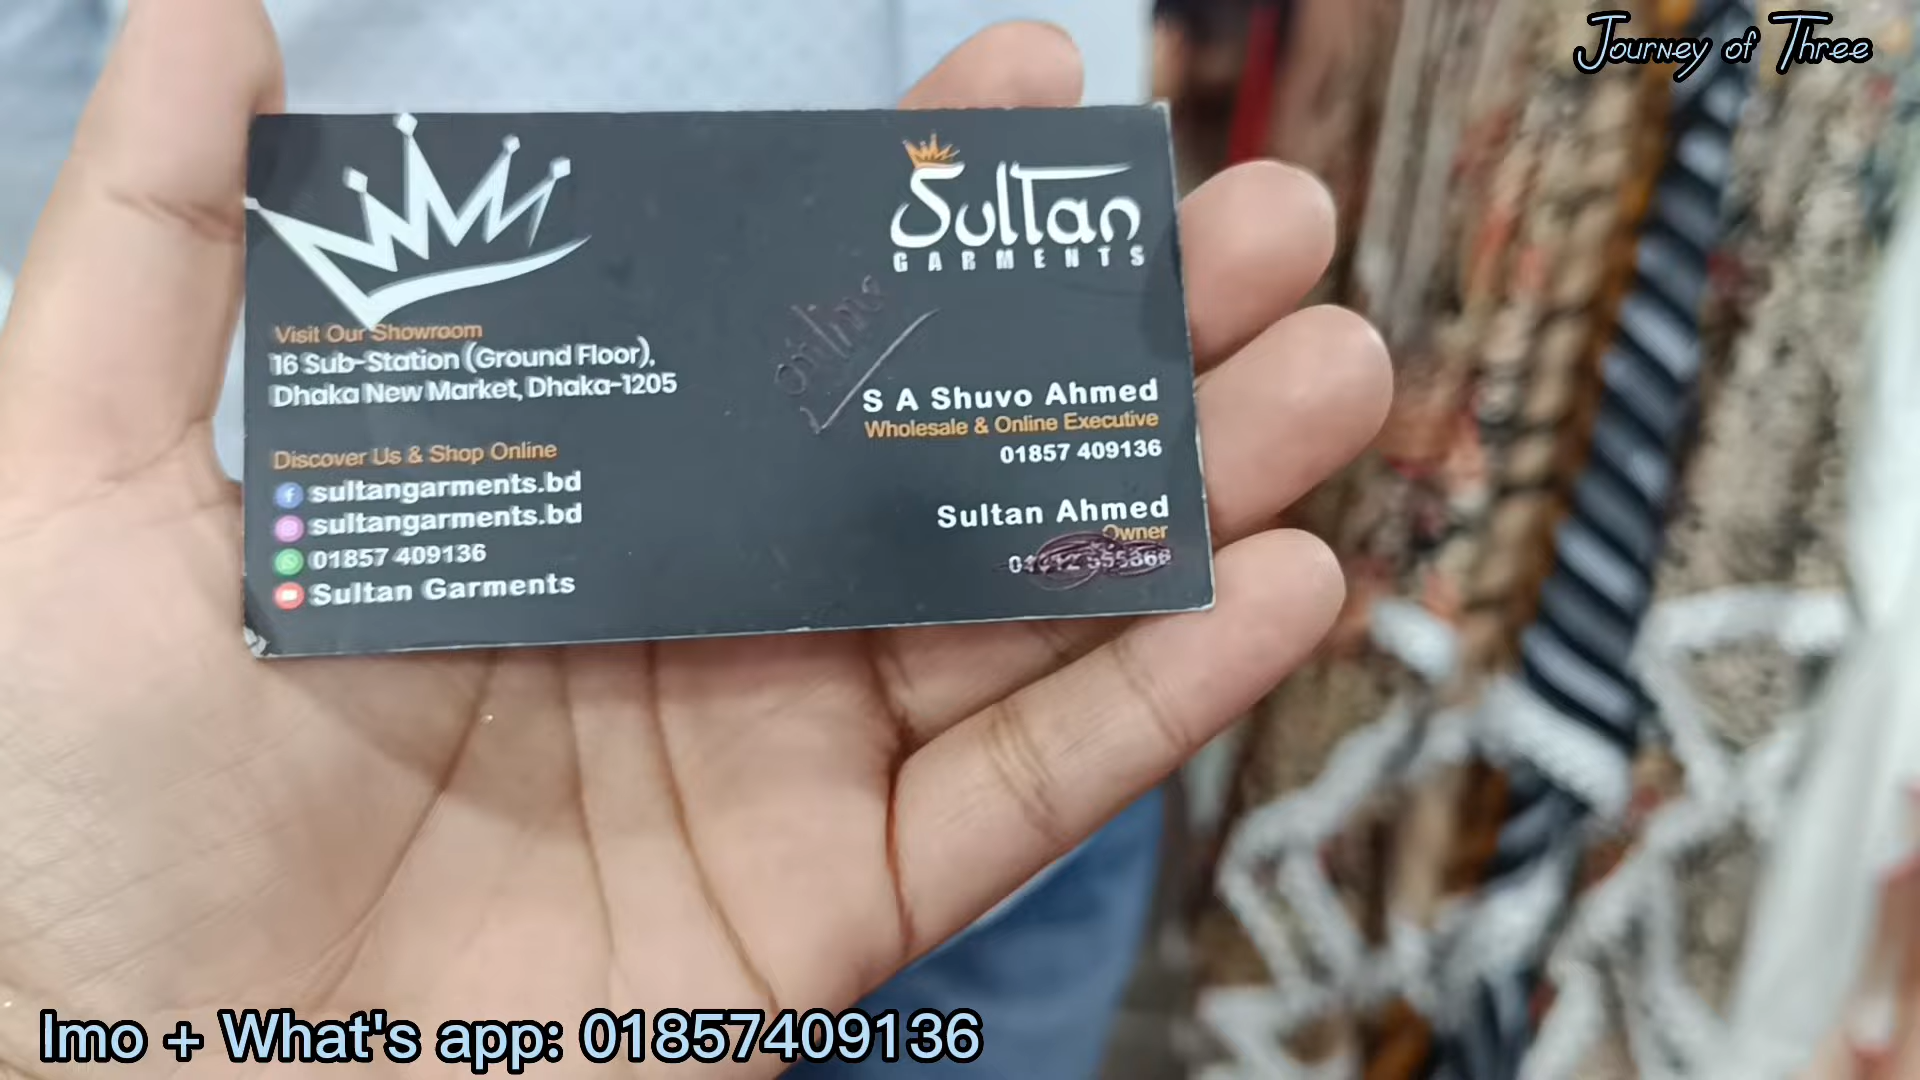 Journey of Three
Sultan
GARMENTS
Visit Our Showroom
16 Sub-Station (Ground Floor),
Dhaka New Market, Dhaka-1205
Discover Us & Shop Online
sultangarments.bd
sultangarments.bd
01857 409136
Sultan Garments
online
S A Shuvo Ahmed
Wholesale & Online Executive
01857 409136
Sultan Ahmed
Owner
Imo + What's app: 01857409136